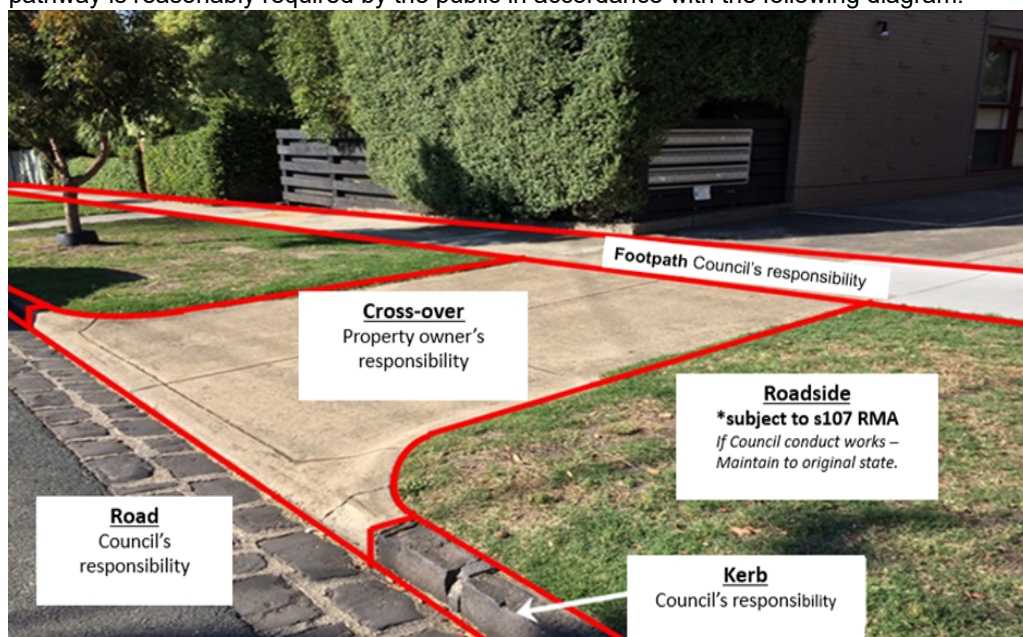 pathway is reasonably required by the public in accordance with the following diagram:
Footpath Council's responsibility
Cross-over
Property owner's
responsibility
Roadside
*subject to s107 RMA
If Council conduct works –
Maintain to original state.
Road
Council's
responsibility
Kerb
Council's responsibility